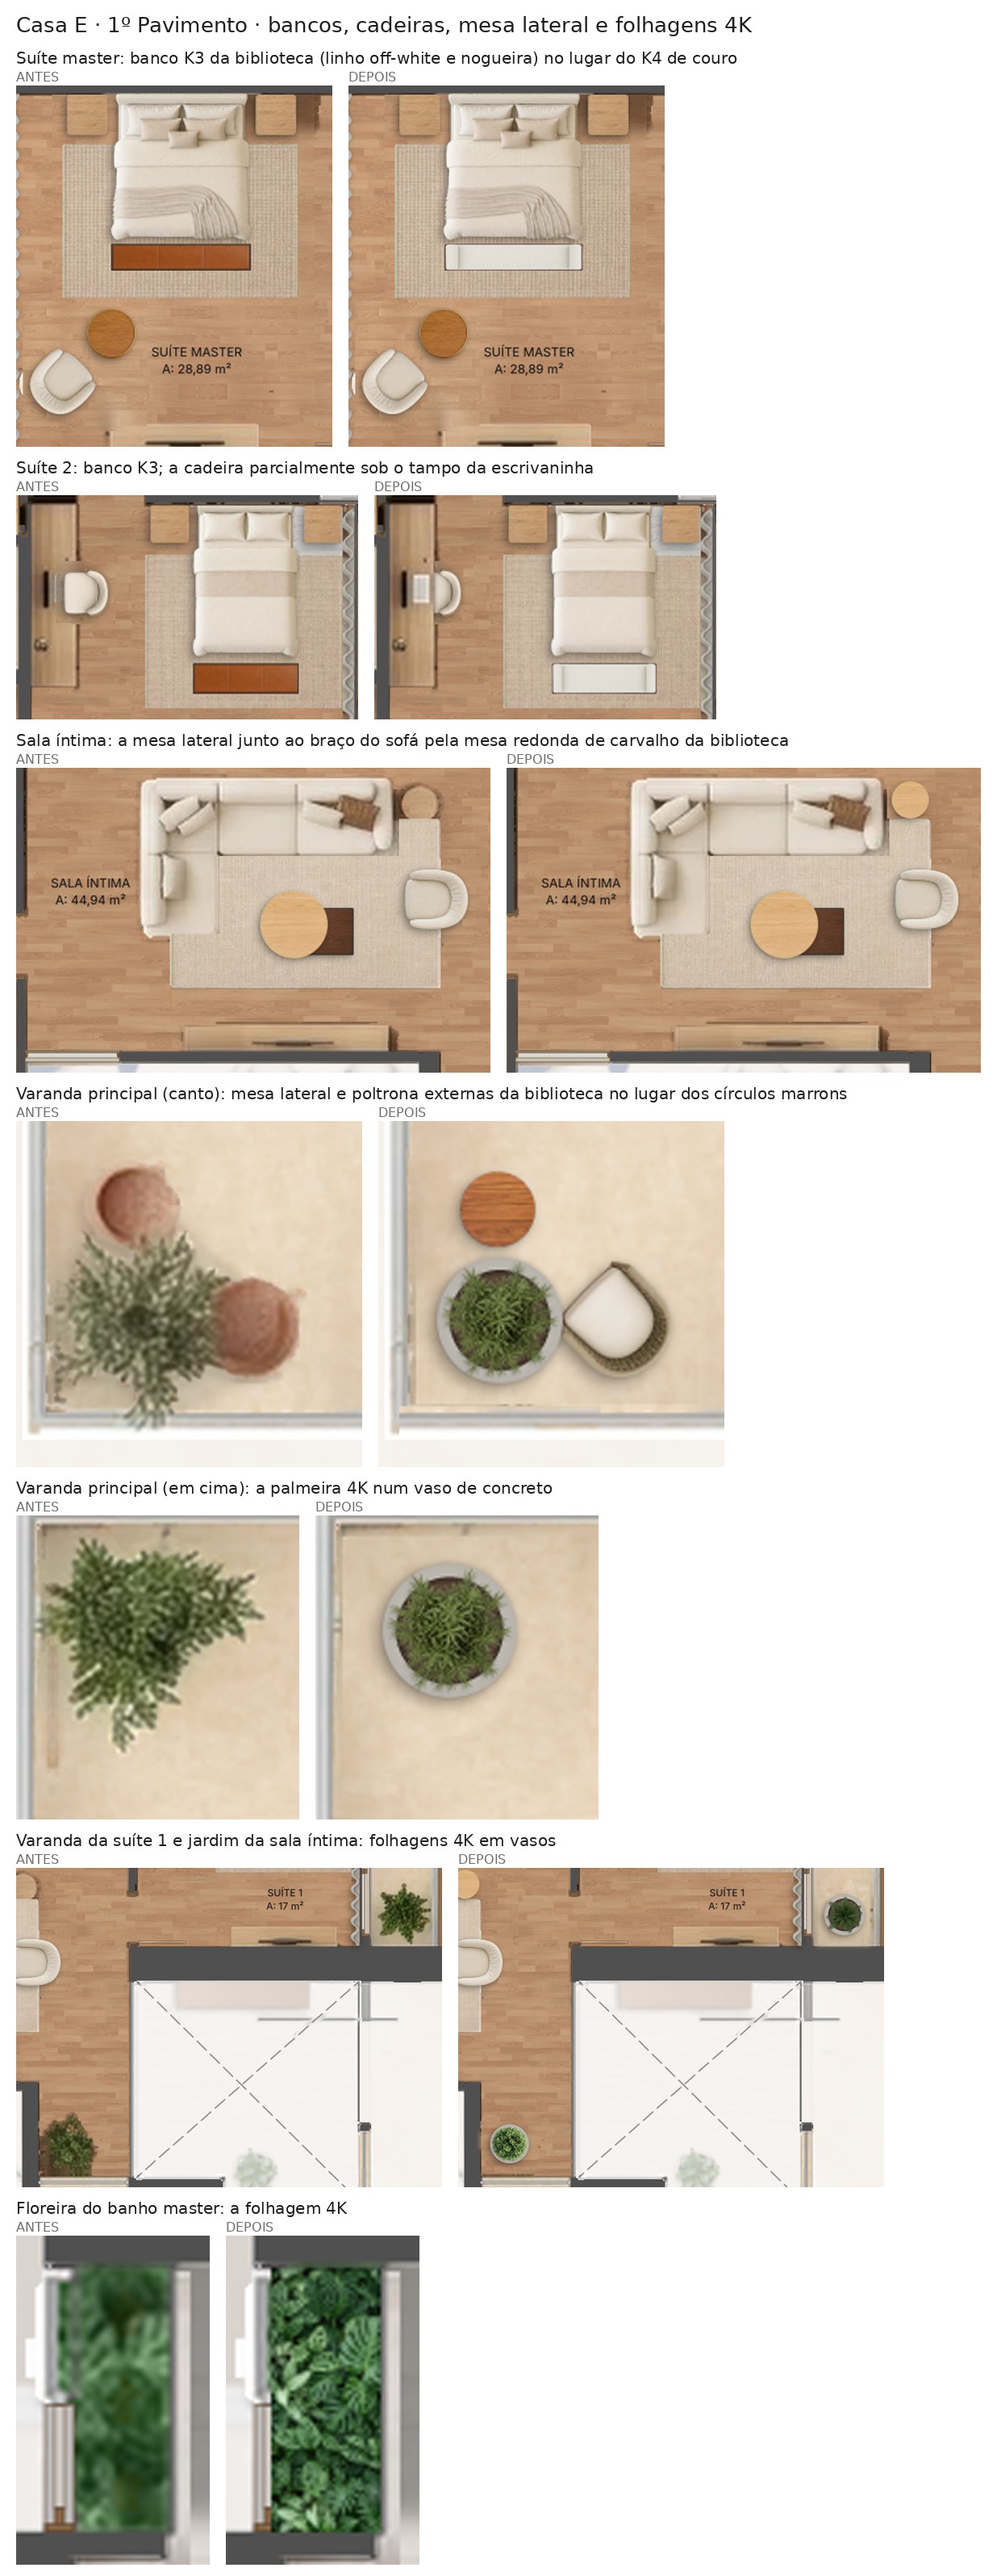 Casa E · 1º Pavimento · bancos, cadeiras, mesa lateral e folhagens 4K
Suíte master: banco K3 da biblioteca (linho off-white e nogueira) no lugar do K4 de couro
ANTES
DEPOIS
SUÍTE MASTER
A: 28,89 m²
SUÍTE MASTER
A: 28,89 m²
Suíte 2: banco K3; a cadeira parcialmente sob o tampo da escrivaninha
ANTES
DEPOIS
Sala íntima: a mesa lateral junto ao braço do sofá pela mesa redonda de carvalho da biblioteca
ANTES
DEPOIS
SALA ÍNTIMA
A: 44,94 m²
SALA ÍNTIMA
A: 44,94 m²
Varanda principal (canto): mesa lateral e poltrona externas da biblioteca no lugar dos círculos marrons
ANTES
DEPOIS
Varanda principal (em cima): a palmeira 4K num vaso de concreto
ANTES
DEPOIS
Varanda da suíte 1 e jardim da sala íntima: folhagens 4K em vasos
ANTES
DEPOIS
SUÍTE 1
A: 17 m²
SUÍTE 1
A: 17 m²
Floreira do banho master: a folhagem 4K
ANTES
DEPOIS